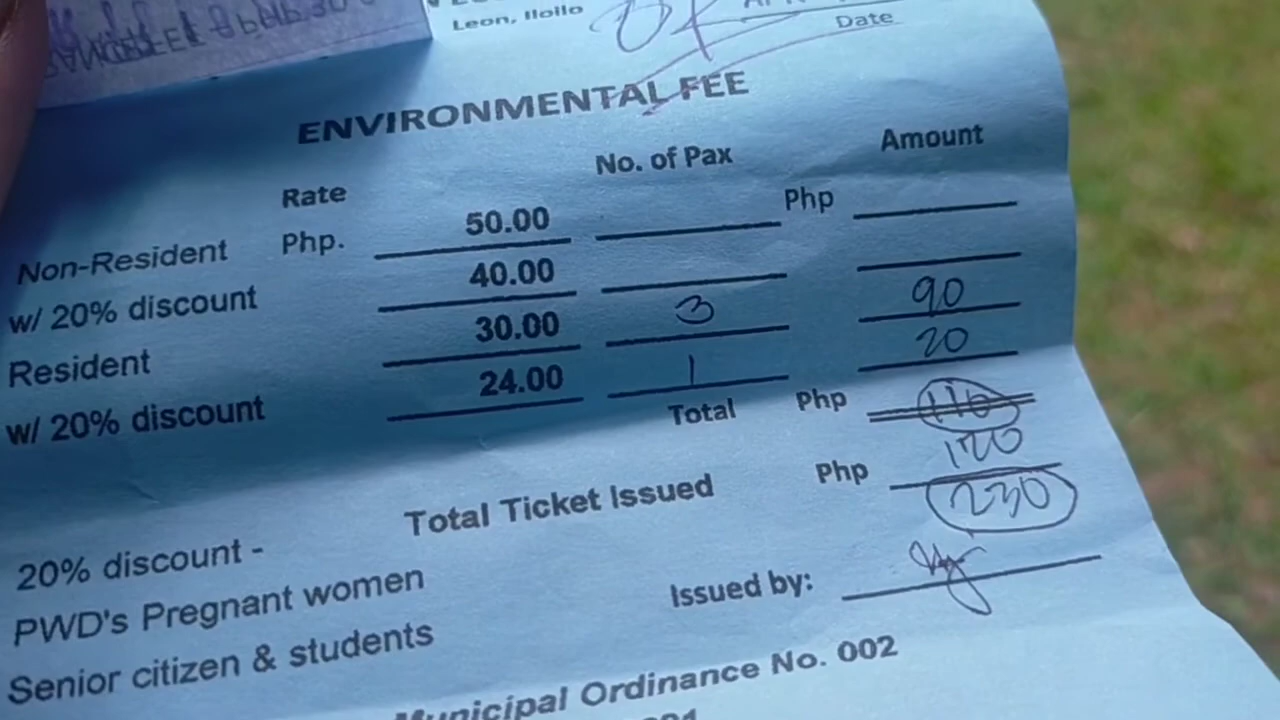 Leon, Iloilo
Date
ENVIRONMENTAL FEE
Rate No. of Pax Amount
Non-Resident Php. 50.00 Php
w/ 20% discount 40.00
Resident 30.00 3 90
w/ 20% discount 24.00 1 20
Total Php 110
120
Total Ticket Issued Php 230
20% discount -
PWD's Pregnant women
Issued by:
Senior citizen & students
Municipal Ordinance No. 002